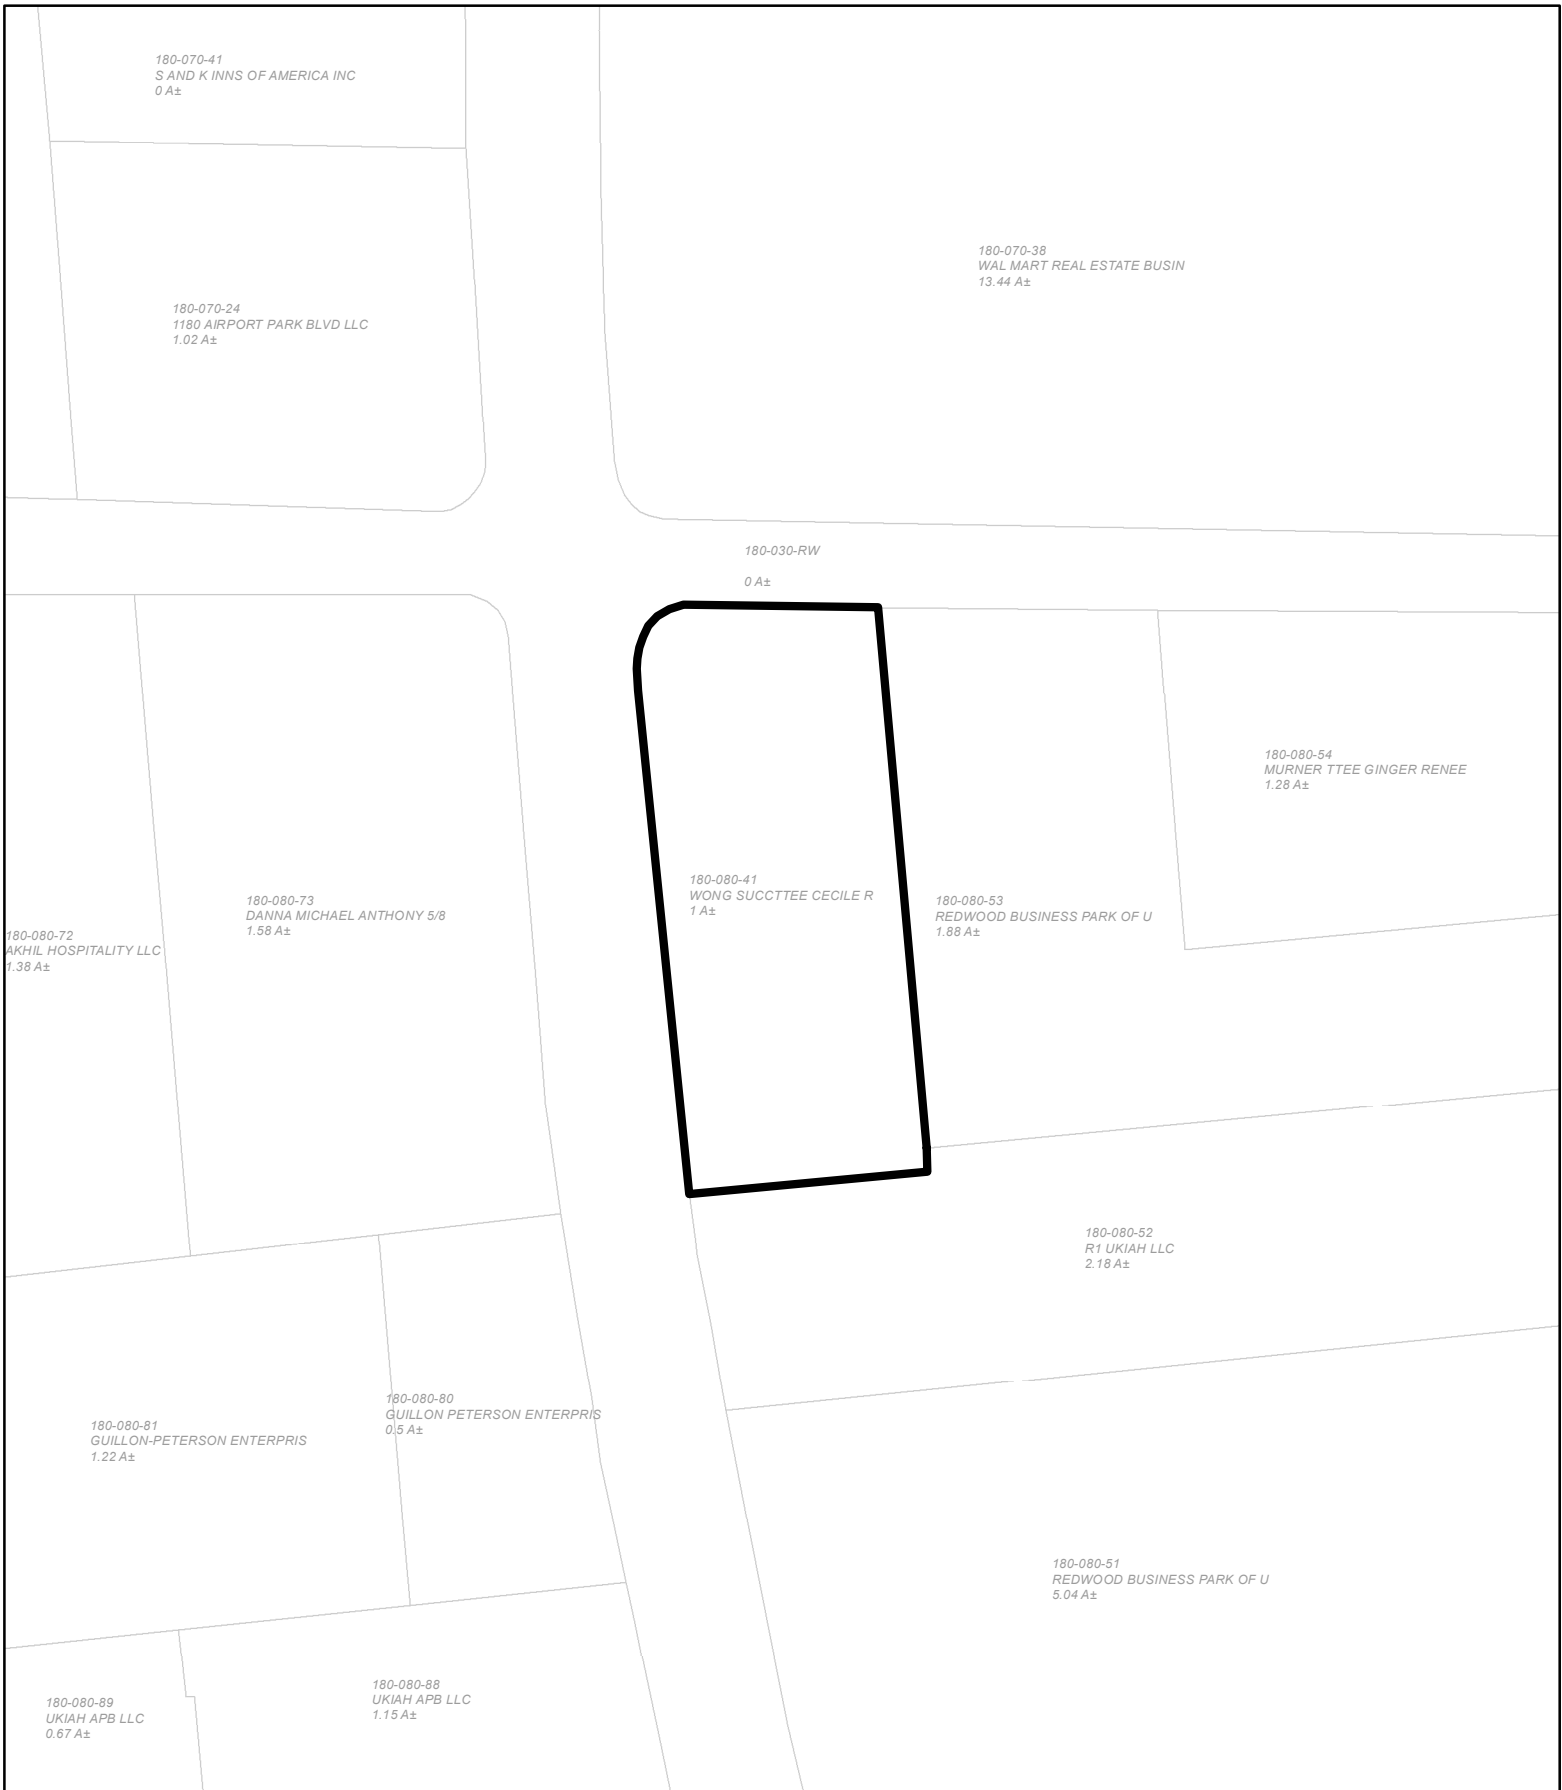 180-070-41
S AND K INNS OF AMERICA INC
0 A±
180-070-38
WAL MART REAL ESTATE BUSIN
13.44 A±
180-070-24
1180 AIRPORT PARK BLVD LLC
1.02 A±
180-030-RW
0 A±
180-080-54
MURNER TTEE GINGER RENEE
1.28 A±
180-080-41
WONG SUCCTTEE CECILE R
1 A±
180-080-73
DANNA MICHAEL ANTHONY 5/8
1.58 A±
180-080-53
REDWOOD BUSINESS PARK OF U
1.88 A±
180-080-72
AKHIL HOSPITALITY LLC
1.38 A±
180-080-52
R1 UKIAH LLC
2.18 A±
180-080-80
GUILLON PETERSON ENTERPRIS
0.5 A±
180-080-81
GUILLON-PETERSON ENTERPRIS
1.22 A±
180-080-51
REDWOOD BUSINESS PARK OF U
5.04 A±
180-080-88
UKIAH APB LLC
1.15 A±
180-080-89
UKIAH APB LLC
0.67 A±